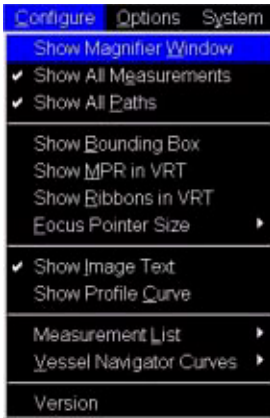 Configure Options System
Show Magnifier Window
✔ Show All Measurements
✔ Show All Paths
Show Bounding Box
Show MPR in VRT
Show Ribbons in VRT
Focus Pointer Size
✔ Show Image Text
Show Profile Curve
Measurement List
Vessel Navigator Curves
Version